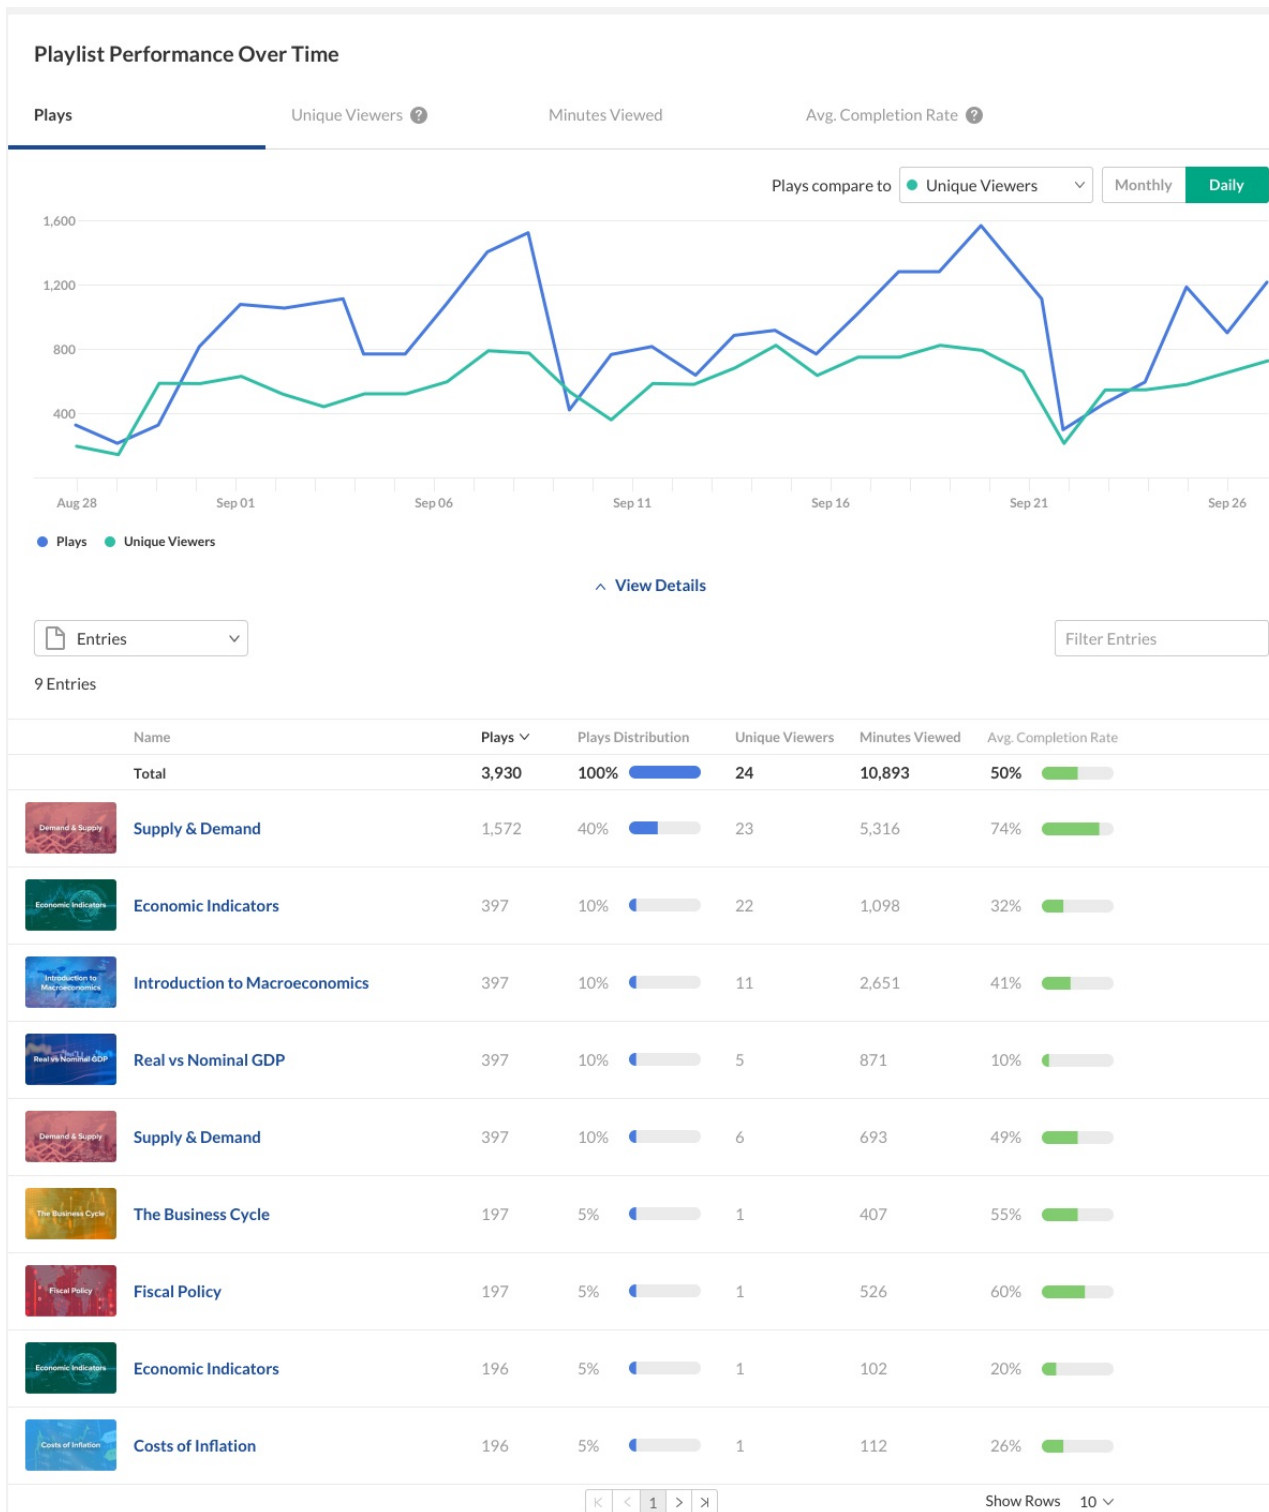 Playlist Performance Over Time
Plays Unique Viewers ? Minutes Viewed Avg. Completion Rate ?
Plays compare to Unique Viewers Monthly Daily
1,600
1,200
800
400
Aug 28 Sep 01 Sep 06 Sep 11 Sep 16 Sep 21 Sep 26
Plays Unique Viewers
View Details
Entries Filter Entries
9 Entries
Name Plays Plays Distribution Unique Viewers Minutes Viewed Avg. Completion Rate
Total 3,930 100% 24 10,893 50%
Demand & Supply Supply & Demand 1,572 40% 23 5,316 74%
Economic Indicators Economic Indicators 397 10% 22 1,098 32%
Introduction to
Macroeconomics Introduction to Macroeconomics 397 10% 11 2,651 41%
Real vs Nominal GDP Real vs Nominal GDP 397 10% 5 871 10%
Demand & Supply Supply & Demand 397 10% 6 693 49%
The Business Cycle The Business Cycle 197 5% 1 407 55%
Fiscal Policy Fiscal Policy 197 5% 1 526 60%
Economic Indicators Economic Indicators 196 5% 1 102 20%
Costs of Inflation Costs of Inflation 196 5% 1 112 26%
1 Show Rows 10